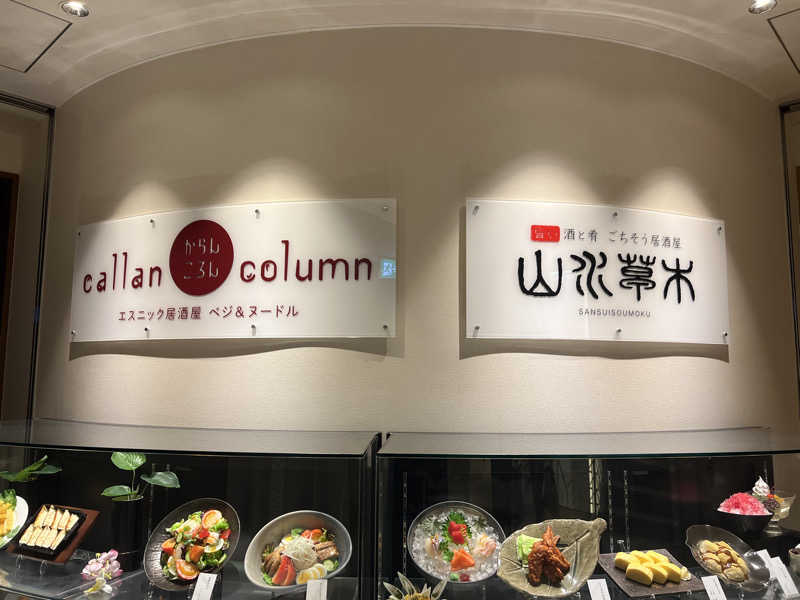 callan からん ころん column
エスニック居酒屋 ベジ&ヌードル
旨い 酒と肴 ごちそう居酒屋
山水草木
SANSUISOUMOKU